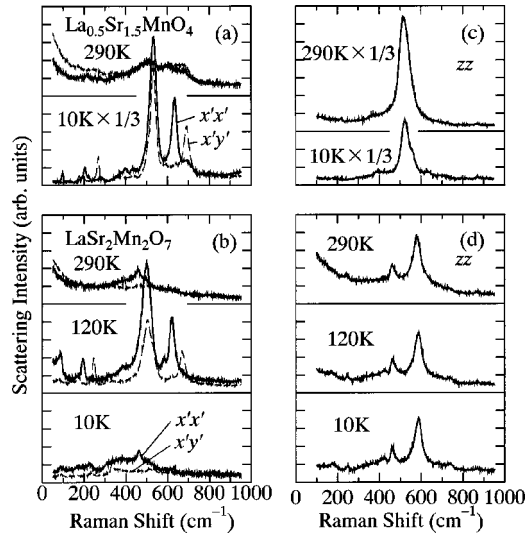 Scattering Intensity (arb. units)
La0.5Sr1.5MnO4
(a)
290K
10K × 1/3
x'x'
x'y'
(c)
290K × 1/3
zz
10K × 1/3
LaSr2Mn2O7
(b)
290K
120K
10K
x'x'
x'y'
0 200 400 600 800
Raman Shift (cm⁻¹)
(d)
290K
zz
120K
10K
0 200 400 600 800 1000
Raman Shift (cm⁻¹)